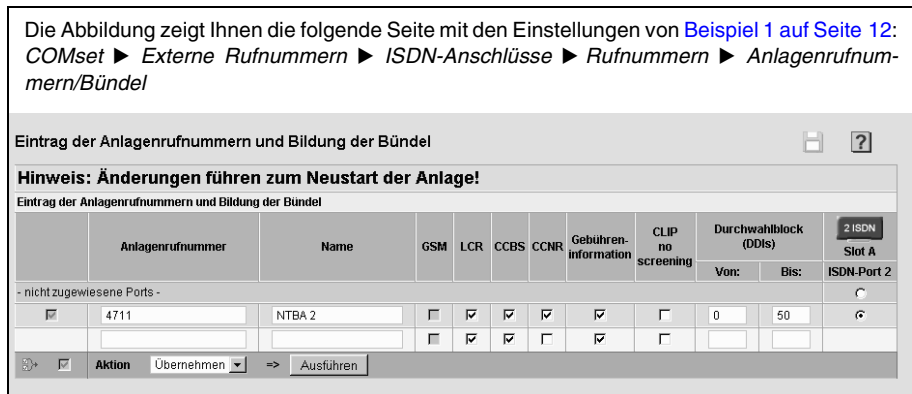 Die Abbildung zeigt Ihnen die folgende Seite mit den Einstellungen von Beispiel 1 auf Seite 12:
COMset ► Externe Rufnummern ► ISDN-Anschlüsse ► Rufnummern ► Anlagenrufnum-
mern/Bündel
Eintrag der Anlagenrufnummern und Bildung der Bündel
?
Hinweis: Änderungen führen zum Neustart der Anlage!
Eintrag der Anlagenrufnummern und Bildung der Bündel
Anlagenrufnummer Name GSM LCR CCBS CCNR Gebühren-
information CLIP
no
screening Durchwahlblock
(DDIs) 2 ISDN
Slot A
Von: Bis: ISDN-Port 2
- nicht zugewiesene Ports -
4711 NTBA 2 0 50
Aktion Übernehmen => Ausführen